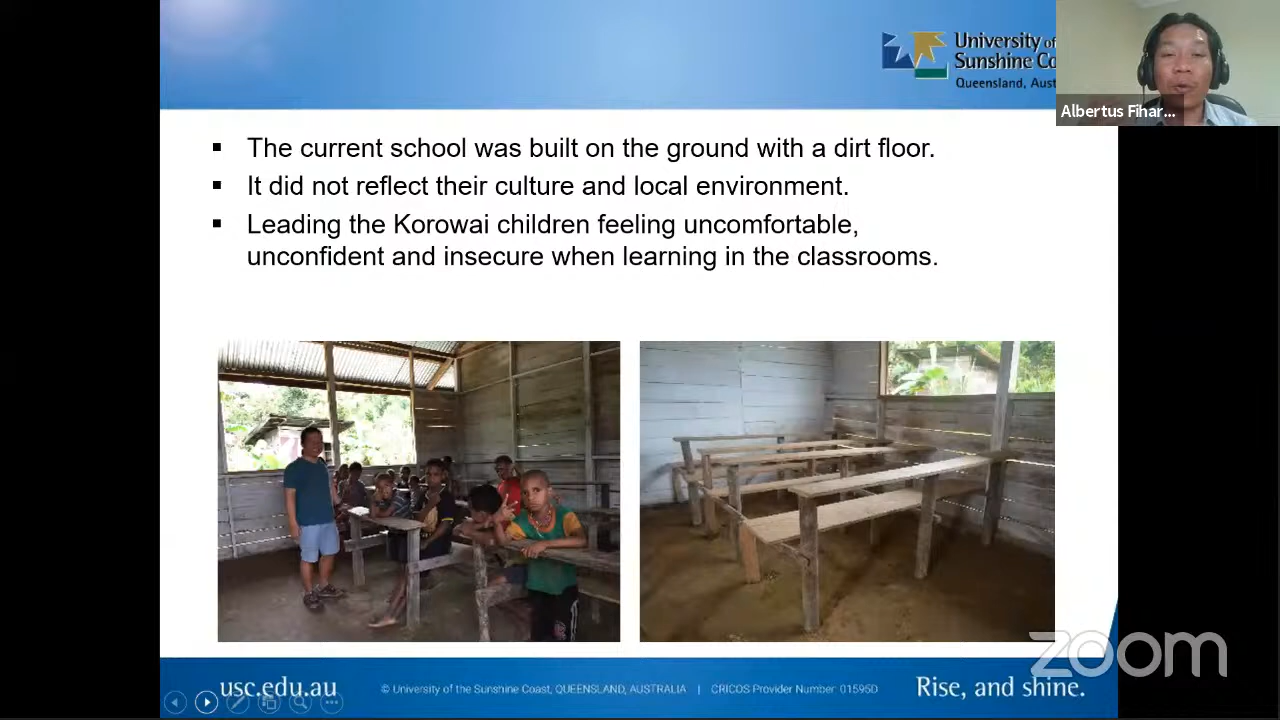 University of
Sunshine Co
Queensland, Aust
Albertus Fihar...
▪ The current school was built on the ground with a dirt floor.
▪ It did not reflect their culture and local environment.
▪ Leading the Korowai children feeling uncomfortable,
unconfident and insecure when learning in the classrooms.
zoom
usc.edu.au
© University of the Sunshine Coast, QUEENSLAND, AUSTRALIA | CRICOS Provider Number: 01595D
Rise, and shine.